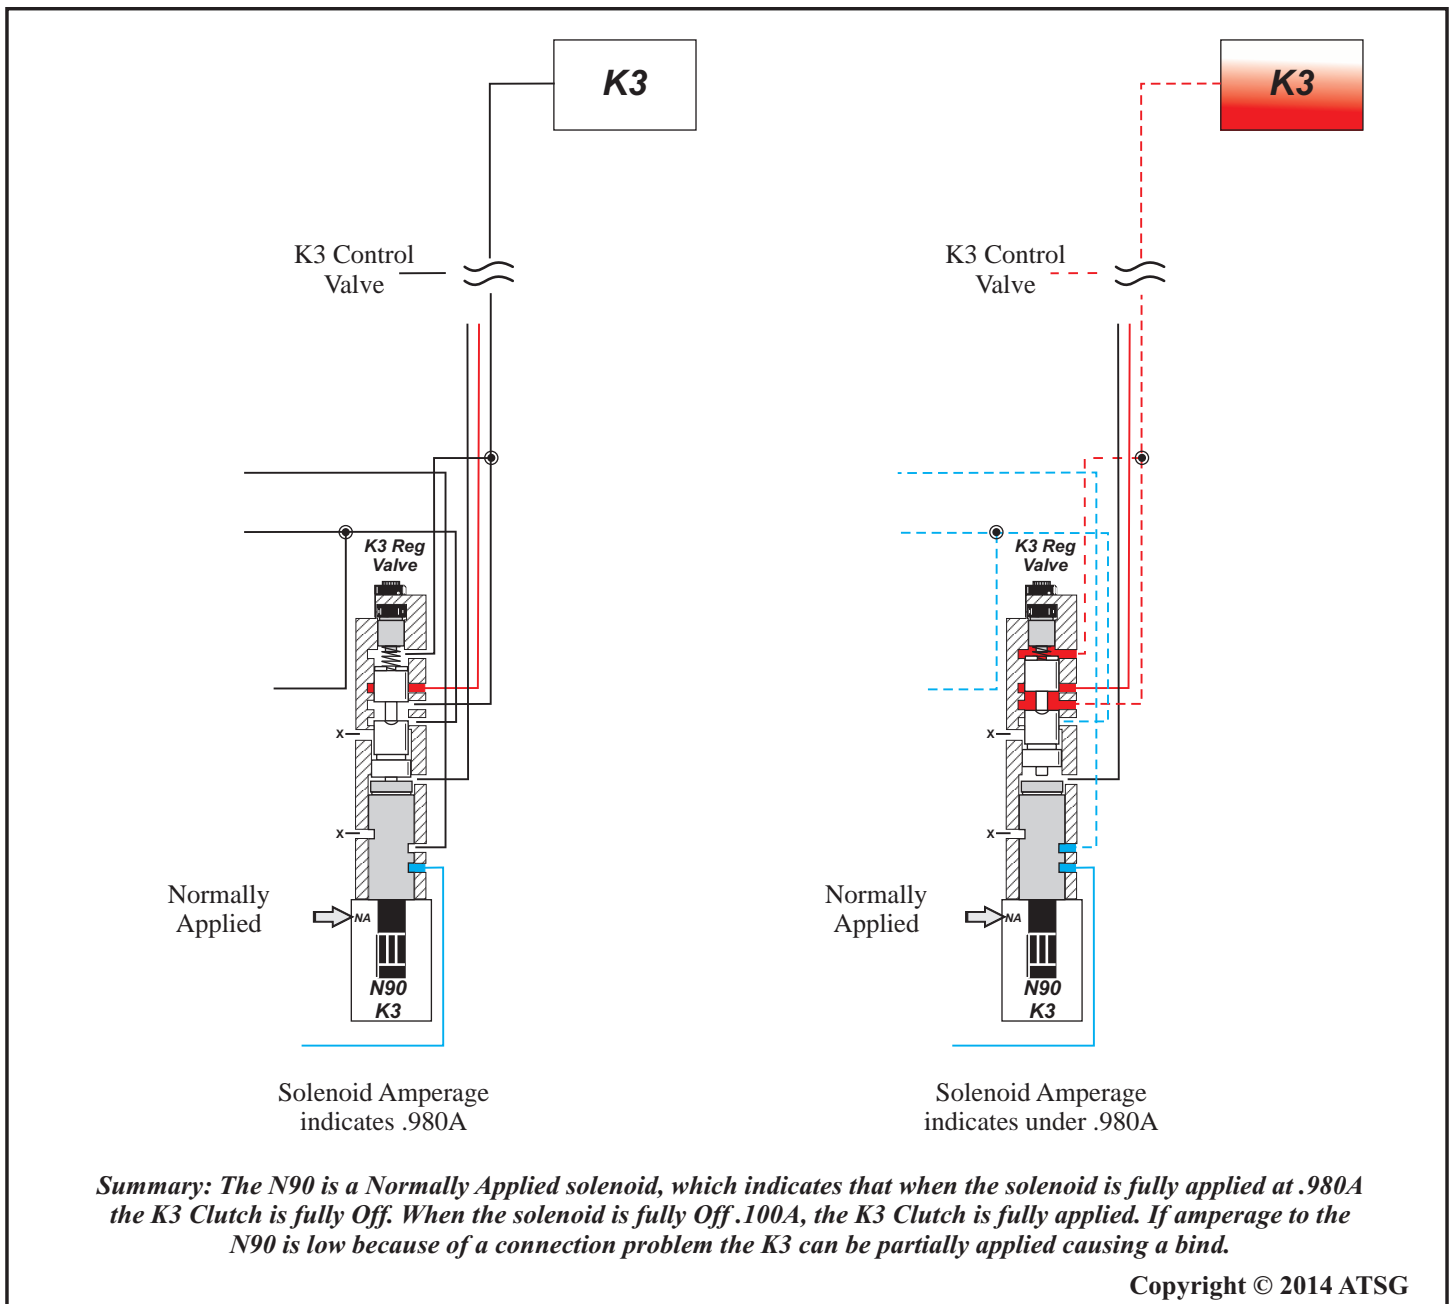 K3
K3 Control
Valve
K3 Reg
Valve
x
x
Normally
Applied
NA
N90
K3
Solenoid Amperage
indicates .980A
K3
K3 Control
Valve
K3 Reg
Valve
x
x
Normally
Applied
NA
N90
K3
Solenoid Amperage
indicates under .980A
Summary: The N90 is a Normally Applied solenoid, which indicates that when the solenoid is fully applied at .980A
the K3 Clutch is fully Off. When the solenoid is fully Off .100A, the K3 Clutch is fully applied. If amperage to the
N90 is low because of a connection problem the K3 can be partially applied causing a bind.
Copyright © 2014 ATSG